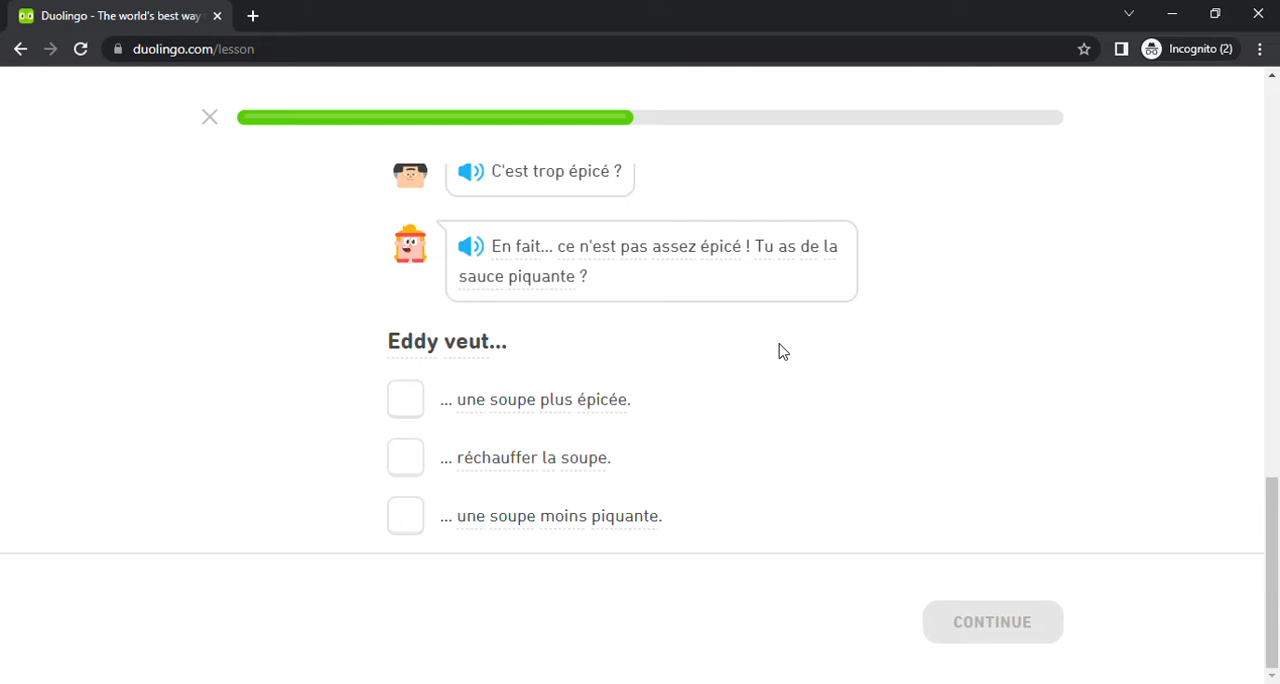 Duolingo - The world's best way
duolingo.com/lesson
Incognito (2)
C'est trop épicé ?
En fait... ce n'est pas assez épicé ! Tu as de la
sauce piquante ?
Eddy veut...
... une soupe plus épicée.
... réchauffer la soupe.
... une soupe moins piquante.
CONTINUE